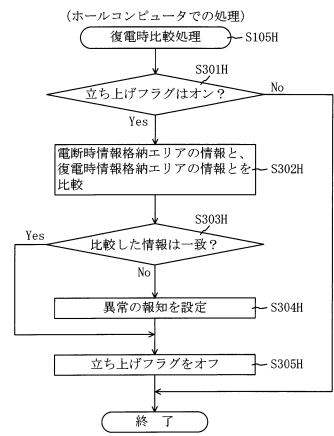 (ホールコンピュータでの処理)
復電時比較処理
S105H
S301H
立ち上げフラグはオン？
No
Yes
電断時情報格納エリアの情報と、
復電時情報格納エリアの情報とを
比較
S302H
S303H
Yes
比較した情報は一致？
No
異常の報知を設定
S304H
立ち上げフラグをオフ
S305H
終 了